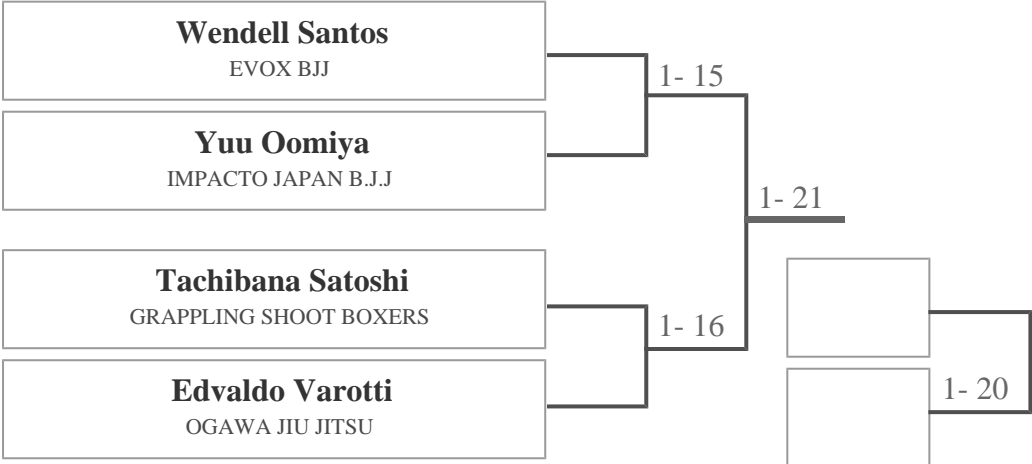 Wendell Santos
EVOX BJJ
1- 15
Yuu Oomiya
IMPACTO JAPAN B.J.J
1- 21
Tachibana Satoshi
GRAPPLING SHOOT BOXERS
1- 16
Edvaldo Varotti
OGAWA JIU JITSU
1- 20